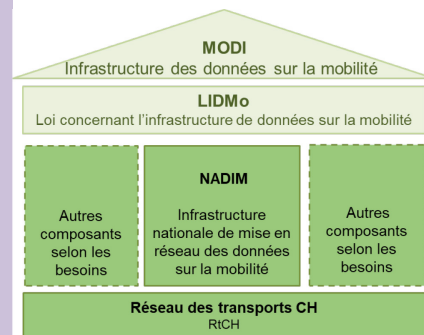 MODI
Infrastructure des données sur la mobilité
LIDMo
Loi concernant l'infrastructure de données sur la mobilité
Autres
composants
selon les
besoins
NADIM
Infrastructure
nationale de mise en
réseau des données
sur la mobilité
Autres
composants
selon les
besoins
Réseau des transports CH
RtCH